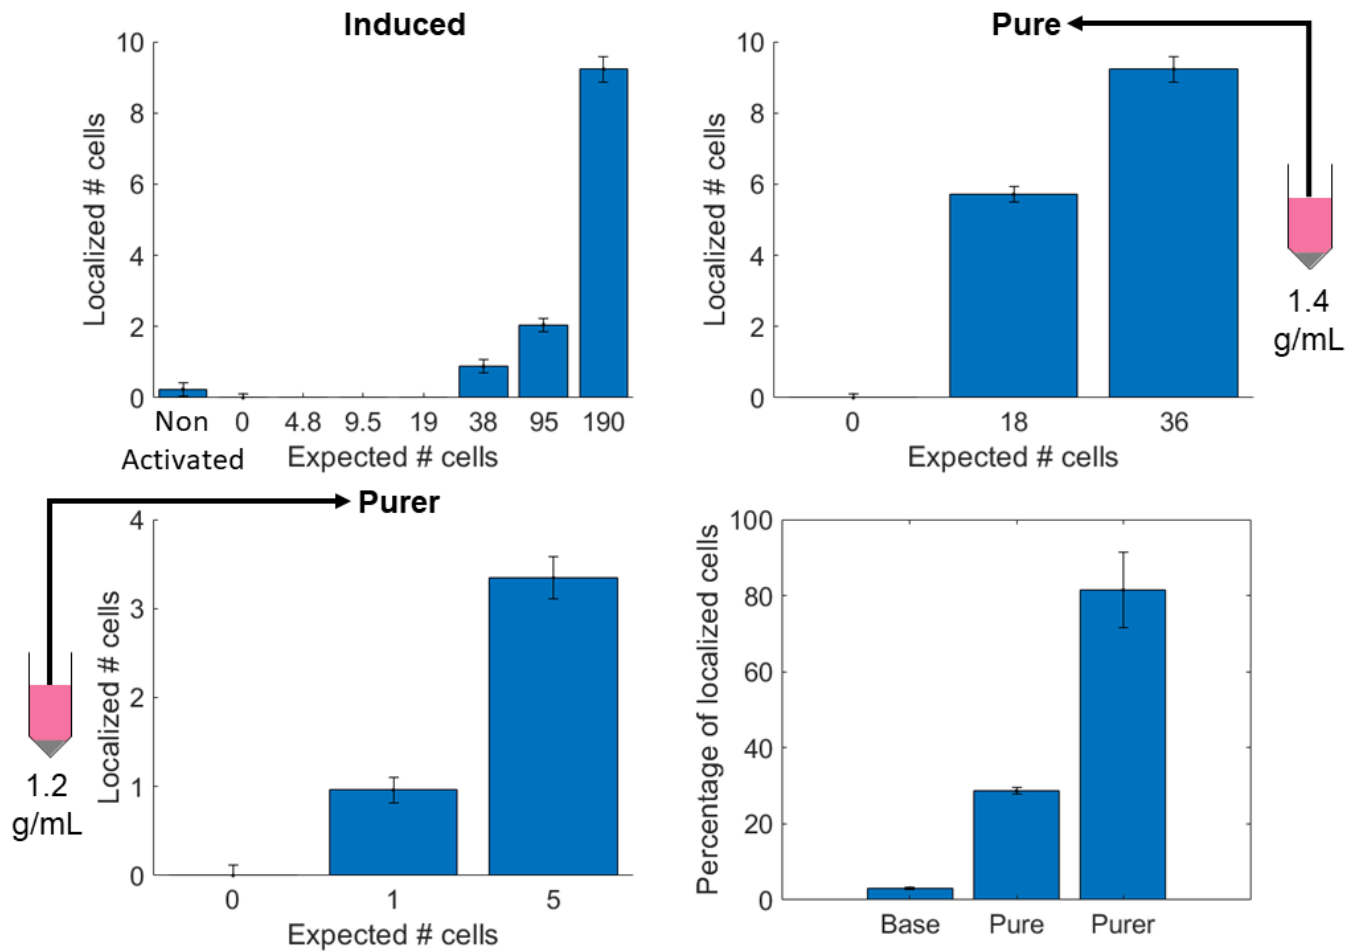 Induced
10
8
6
4
2
0
Localized # cells
Non Activated
0 4.8 9.5 19 38 95 190
Expected # cells
Pure
10
8
6
4
2
0
Localized # cells
0 18 36
Expected # cells
1.4
g/mL
Purer
4
3
2
1
0
Localized # cells
0 1 5
Expected # cells
1.2
g/mL
100
80
60
40
20
0
Percentage of localized cells
Base Pure Purer